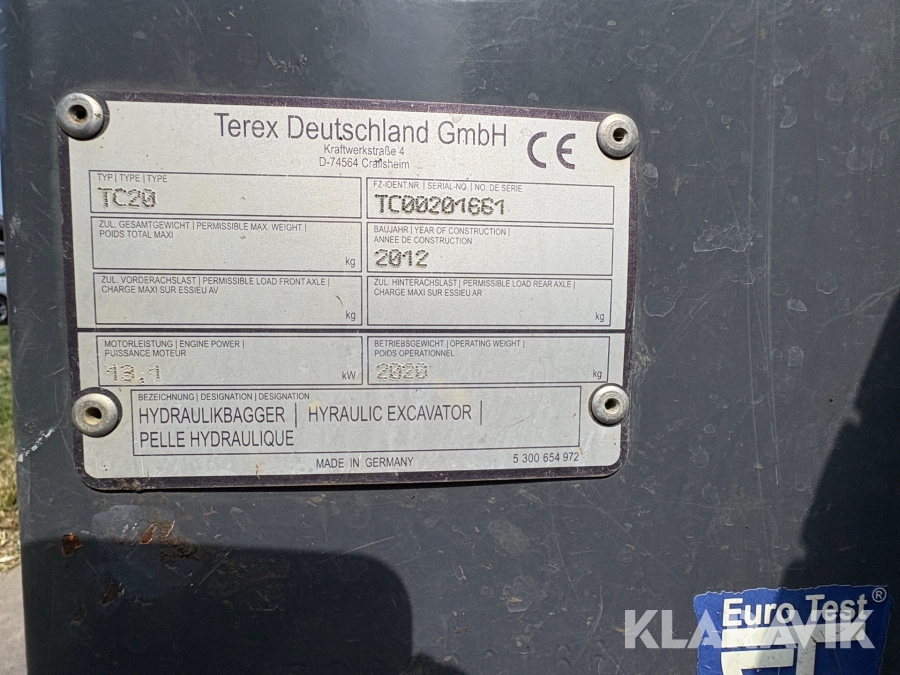 Terex Deutschland GmbH
Kraftwerkstraße 4
D-74564 Crailsheim
CE
TYP | TYPE | TYPE
TC20
FZ-IDENT.NR. | SERIAL-NO. | NO. DE SERIE
TC00201661
ZUL. GESAMTGEWICHT | PERMISSIBLE MAX. WEIGHT |
POIDS TOTAL MAXI
kg
BAUJAHR | YEAR OF CONSTRUCTION |
ANNEE DE CONSTRUCTION
2012
ZUL. VORDERACHSLAST | PERMISSIBLE LOAD FRONT AXLE |
CHARGE MAXI SUR ESSIEU AV
kg
ZUL. HINTERACHSLAST | PERMISSIBLE LOAD REAR AXLE |
CHARGE MAXI SUR ESSIEU AR
kg
MOTORLEISTUNG | ENGINE POWER |
PUISSANCE MOTEUR
13,1 kW
BETRIEBSGEWICHT | OPERATING WEIGHT |
POIDS OPERATIONNEL
2020 kg
BEZEICHNUNG | DESIGNATION | DESIGNATION
HYDRAULIKBAGGER | HYRAULIC EXCAVATOR |
PELLE HYDRAULIQUE
MADE IN GERMANY
5 300 654 972
Euro Test®
KLARAVIK